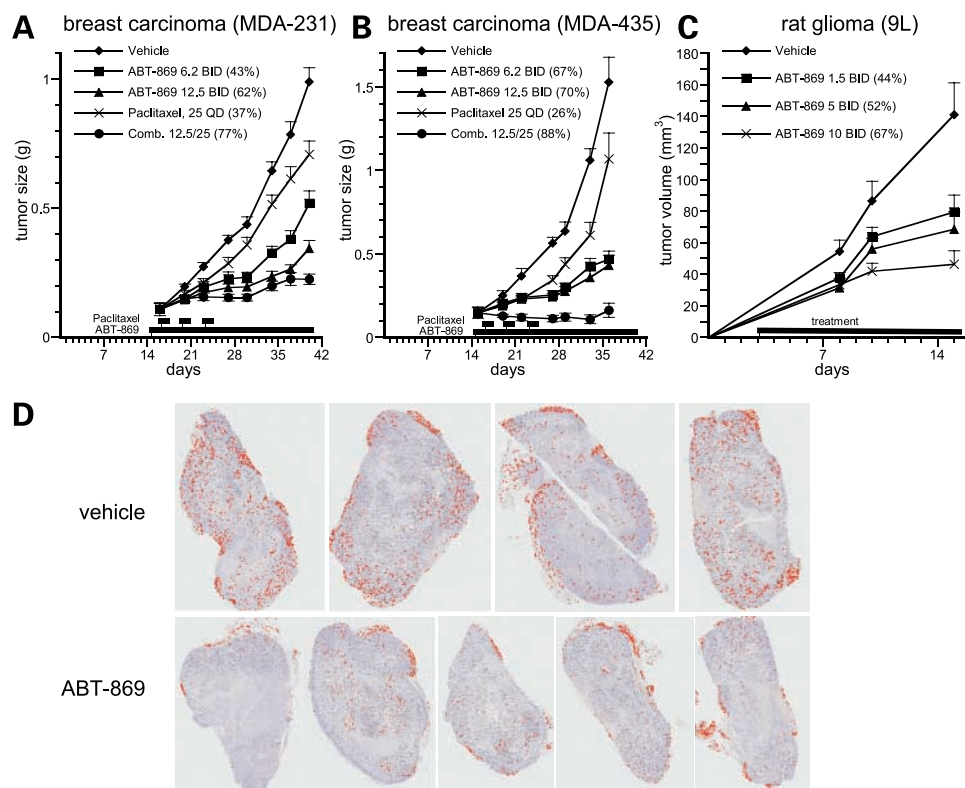 A breast carcinoma (MDA-231)
Vehicle
ABT-869 6.2 BID (43%)
ABT-869 12.5 BID (62%)
Paclitaxel, 25 QD (37%)
Comb. 12.5/25 (77%)
tumor size (g)
1
0.5
0
Paclitaxel
ABT-869
7 14 21 28 35 42
days
B breast carcinoma (MDA-435)
Vehicle
ABT-869 6.2 BID (67%)
ABT-869 12.5 BID (70%)
Paclitaxel 25 QD (26%)
Comb. 12.5/25 (88%)
tumor size (g)
1.5
1
0.5
0
Paclitaxel
ABT-869
7 14 21 28 35 42
days
C rat glioma (9L)
Vehicle
ABT-869 1.5 BID (44%)
ABT-869 5 BID (52%)
ABT-869 10 BID (67%)
tumor volume (mm³)
180
160
140
120
100
80
60
40
20
0
treatment
7 14
days
D
vehicle
ABT-869